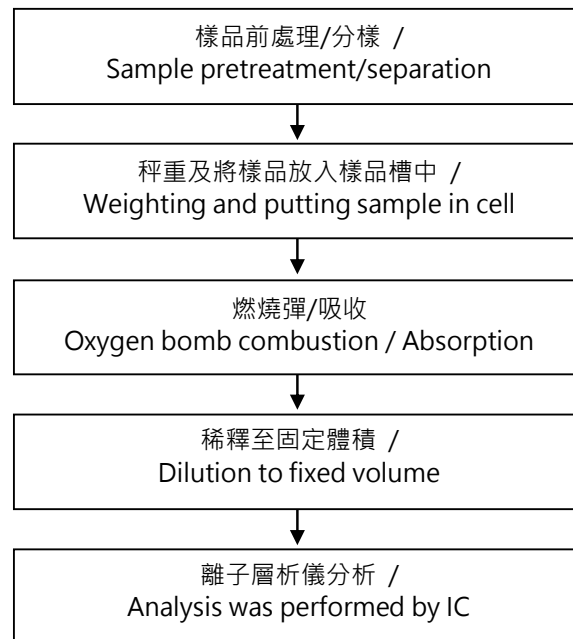 樣品前處理/分樣 /
Sample pretreatment/separation
秤重及將樣品放入樣品槽中 /
Weighting and putting sample in cell
燃燒彈/吸收
Oxygen bomb combustion / Absorption
稀釋至固定體積 /
Dilution to fixed volume
離子層析儀分析 /
Analysis was performed by IC